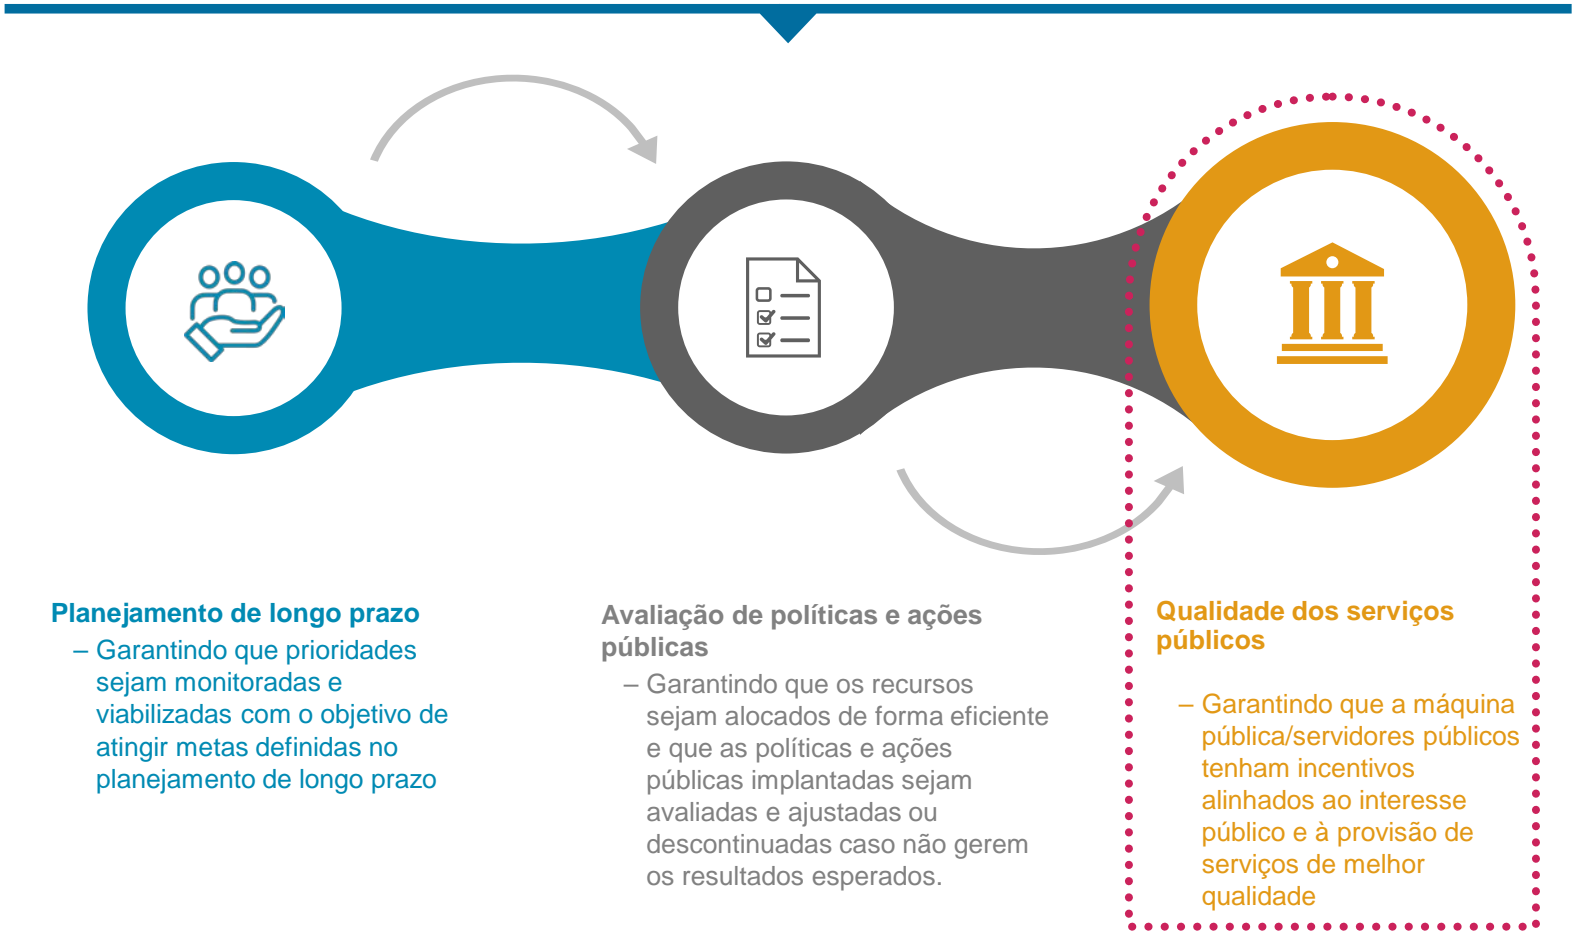 Planejamento de longo prazo
– Garantindo que prioridades
sejam monitoradas e
viabilizadas com o objetivo de
atingir metas definidas no
planejamento de longo prazo
Avaliação de políticas e ações
públicas
– Garantindo que os recursos
sejam alocados de forma eficiente
e que as políticas e ações
públicas implantadas sejam
avaliadas e ajustadas ou
descontinuadas caso não gerem
os resultados esperados.
Qualidade dos serviços
públicos
– Garantindo que a máquina
pública/servidores públicos
tenham incentivos
alinhados ao interesse
público e à provisão de
serviços de melhor
qualidade